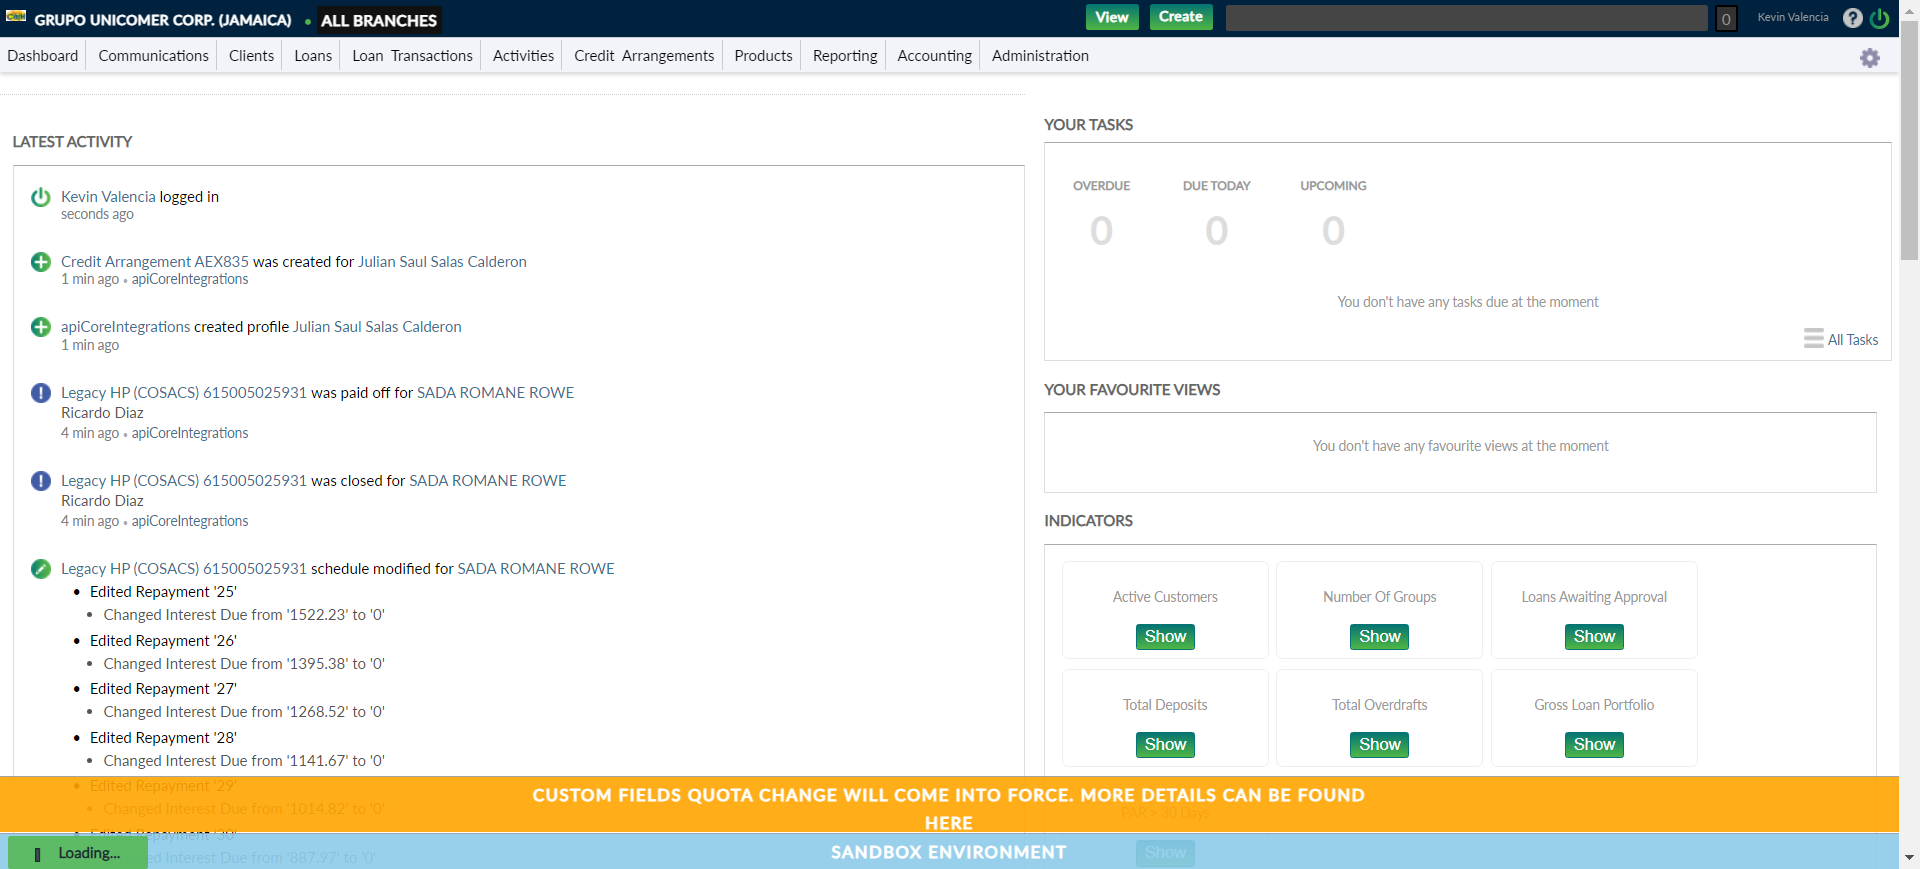 GRUPO UNICOMER CORP. (JAMAICA) • ALL BRANCHES
View
Create
0
Kevin Valencia
?
Dashboard
Communications
Clients
Loans
Loan Transactions
Activities
Credit Arrangements
Products
Reporting
Accounting
Administration
LATEST ACTIVITY
Kevin Valencia logged in
seconds ago
Credit Arrangement AEX835 was created for Julian Saul Salas Calderon
1 min ago • apiCoreIntegrations
apiCoreIntegrations created profile Julian Saul Salas Calderon
1 min ago
Legacy HP (COSACS) 615005025931 was paid off for SADA ROMANE ROWE
Ricardo Diaz
4 min ago • apiCoreIntegrations
Legacy HP (COSACS) 615005025931 was closed for SADA ROMANE ROWE
Ricardo Diaz
4 min ago • apiCoreIntegrations
Legacy HP (COSACS) 615005025931 schedule modified for SADA ROMANE ROWE
• Edited Repayment '25'
• Changed Interest Due from '1522.23' to '0'
• Edited Repayment '26'
• Changed Interest Due from '1395.38' to '0'
• Edited Repayment '27'
• Changed Interest Due from '1268.52' to '0'
• Edited Repayment '28'
• Changed Interest Due from '1141.67' to '0'
• Edited Repayment '29'
• Changed Interest Due from '1014.82' to '0'
• Edited Repayment '30'
Due from '887.97' to '0'
YOUR TASKS
OVERDUE
DUE TODAY
UPCOMING
0
0
0
You don't have any tasks due at the moment
All Tasks
YOUR FAVOURITE VIEWS
You don't have any favourite views at the moment
INDICATORS
Active Customers
Show
Number Of Groups
Show
Loans Awaiting Approval
Show
Total Deposits
Show
Total Overdrafts
Show
Gross Loan Portfolio
Show
PAR > 30 Days
Show
CUSTOM FIELDS QUOTA CHANGE WILL COME INTO FORCE. MORE DETAILS CAN BE FOUND
HERE
SANDBOX ENVIRONMENT
Loading...